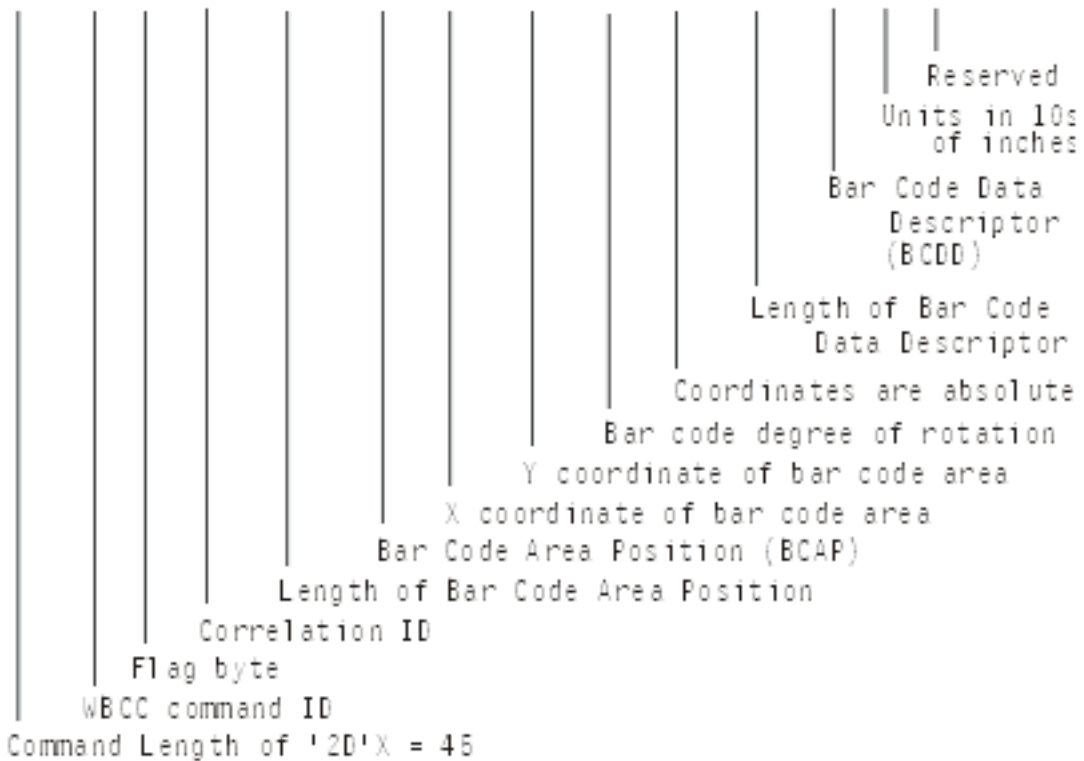 Reserved
Units in 10s
of inches
Bar Code Data
Descriptor
(BCDD)
Length of Bar Code
Data Descriptor
Coordinates are absolute
Bar code degree of rotation
Y coordinate of bar code area
X coordinate of bar code area
Bar Code Area Position (BCAP)
Length of Bar Code Area Position
Correlation ID
Flag byte
WBCC command ID
Command Length of '2D'X = 45